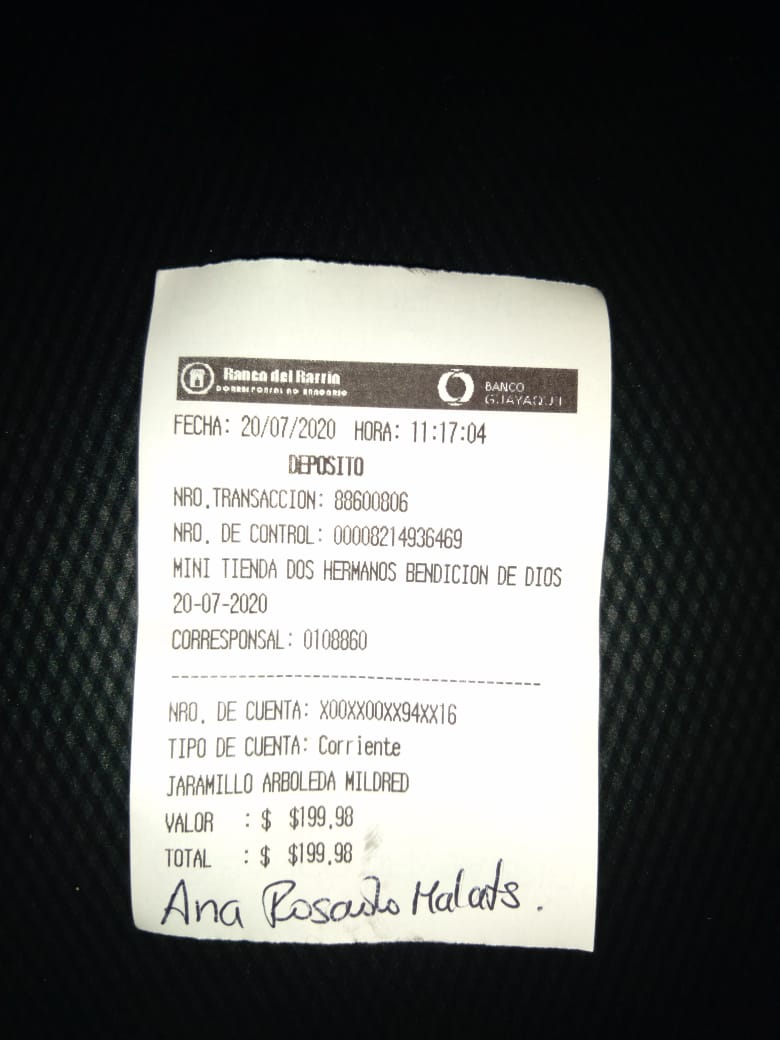 Banco del Barrio
CORRESPONSAL NO BANCARIO
BANCO
GUAYAQUIL
FECHA: 20/07/2020 HORA: 11:17:04
DEPOSITO
NRO.TRANSACCION: 88600806
NRO. DE CONTROL: 00008214936469
MINI TIENDA DOS HERMANOS BENDICION DE DIOS
20-07-2020
CORRESPONSAL: 0108860
---------------------------------------
NRO. DE CUENTA: X00XX00XX94XX16
TIPO DE CUENTA: Corriente
JARAMILLO ARBOLEDA MILDRED
VALOR : $ $199.98
TOTAL : $ $199.98
Ana